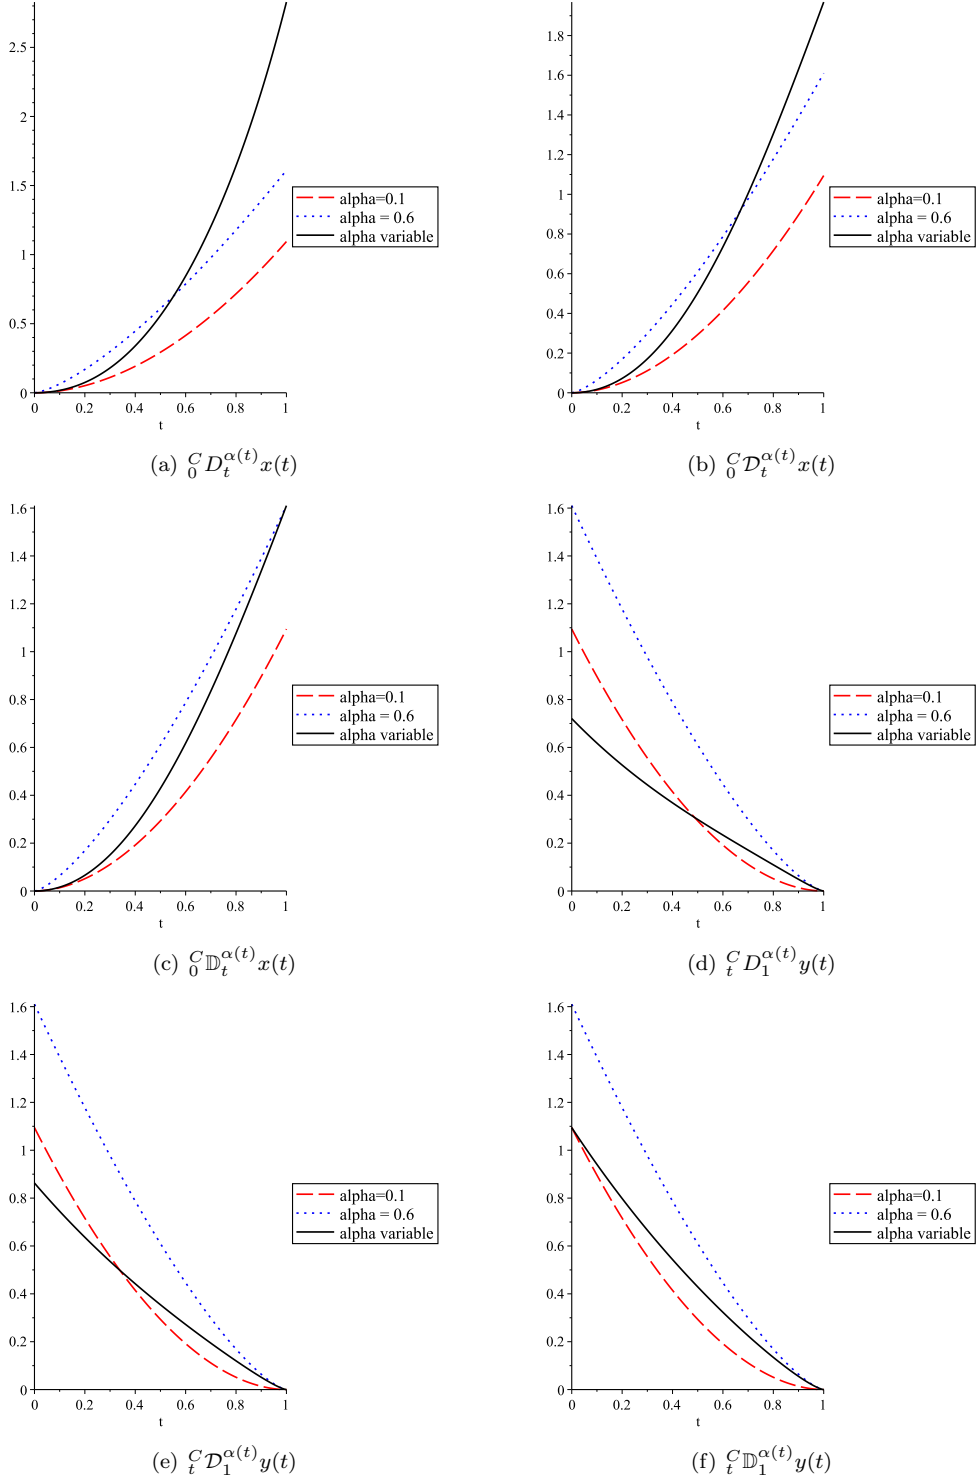 2.5
2
1.5
1
0.5
0
0 0.2 0.4 0.6 0.8 1
t
alpha=0.1
alpha = 0.6
alpha variable
(a) $^{C}_{0}D^{\alpha(t)}_{t}x(t)$
1.8
1.6
1.4
1.2
1
0.8
0.6
0.4
0.2
0
0 0.2 0.4 0.6 0.8 1
t
alpha=0.1
alpha = 0.6
alpha variable
(b) $^{C}_{0}\mathcal{D}^{\alpha(t)}_{t}x(t)$
1.6
1.4
1.2
1
0.8
0.6
0.4
0.2
0
0 0.2 0.4 0.6 0.8 1
t
alpha=0.1
alpha = 0.6
alpha variable
(c) $^{C}_{0}\mathbb{D}^{\alpha(t)}_{t}x(t)$
1.6
1.4
1.2
1
0.8
0.6
0.4
0.2
0
0 0.2 0.4 0.6 0.8 1
t
alpha=0.1
alpha = 0.6
alpha variable
(d) $^{C}_{t}D^{\alpha(t)}_{1}y(t)$
1.6
1.4
1.2
1
0.8
0.6
0.4
0.2
0
0 0.2 0.4 0.6 0.8 1
t
alpha=0.1
alpha = 0.6
alpha variable
(e) $^{C}_{t}\mathcal{D}^{\alpha(t)}_{1}y(t)$
1.6
1.4
1.2
1
0.8
0.6
0.4
0.2
0
0 0.2 0.4 0.6 0.8 1
t
alpha=0.1
alpha = 0.6
alpha variable
(f) $^{C}_{t}\mathbb{D}^{\alpha(t)}_{1}y(t)$